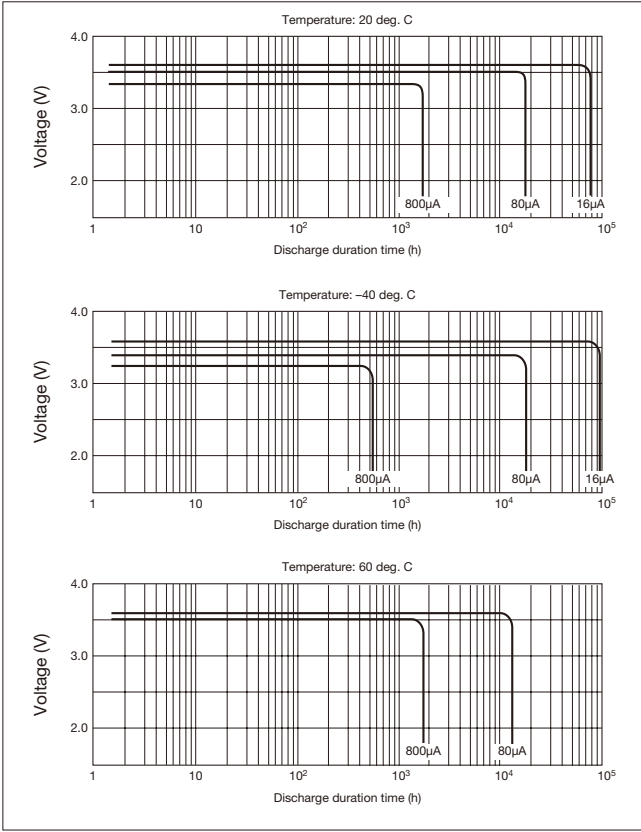 Temperature: 20 deg. C
4.0
3.0
2.0
Voltage (V)
800μA
80μA
16μA
1
10
10²
10³
10⁴
10⁵
Discharge duration time (h)
Temperature: –40 deg. C
4.0
3.0
2.0
Voltage (V)
800μA
80μA
16μA
1
10
10²
10³
10⁴
10⁵
Discharge duration time (h)
Temperature: 60 deg. C
4.0
3.0
2.0
Voltage (V)
800μA
80μA
1
10
10²
10³
10⁴
10⁵
Discharge duration time (h)